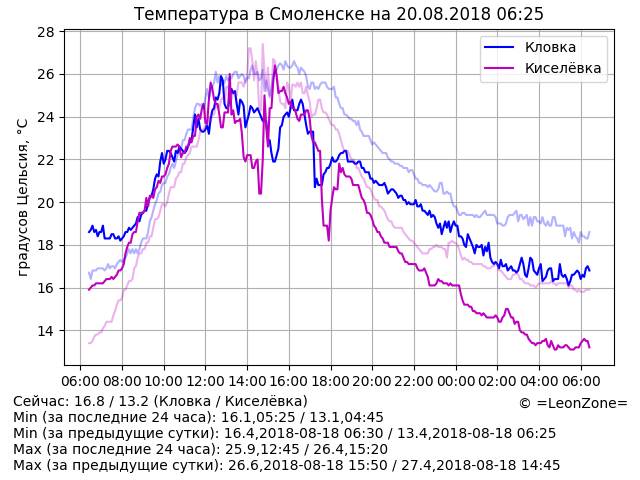 Температура в Смоленске на 20.08.2018 06:25
28
26
24
22
20
18
16
14
градусов Цельсия, °C
Кловка
Киселёвка
06:00 08:00 10:00 12:00 14:00 16:00 18:00 20:00 22:00 00:00 02:00 04:00 06:00
Сейчас: 16.8 / 13.2 (Кловка / Киселёвка)
© =LeonZone=
Min (за последние 24 часа): 16.1,05:25 / 13.1,04:45
Min (за предыдущие сутки): 16.4,2018-08-18 06:30 / 13.4,2018-08-18 06:25
Max (за последние 24 часа): 25.9,12:45 / 26.4,15:20
Max (за предыдущие сутки): 26.6,2018-08-18 15:50 / 27.4,2018-08-18 14:45